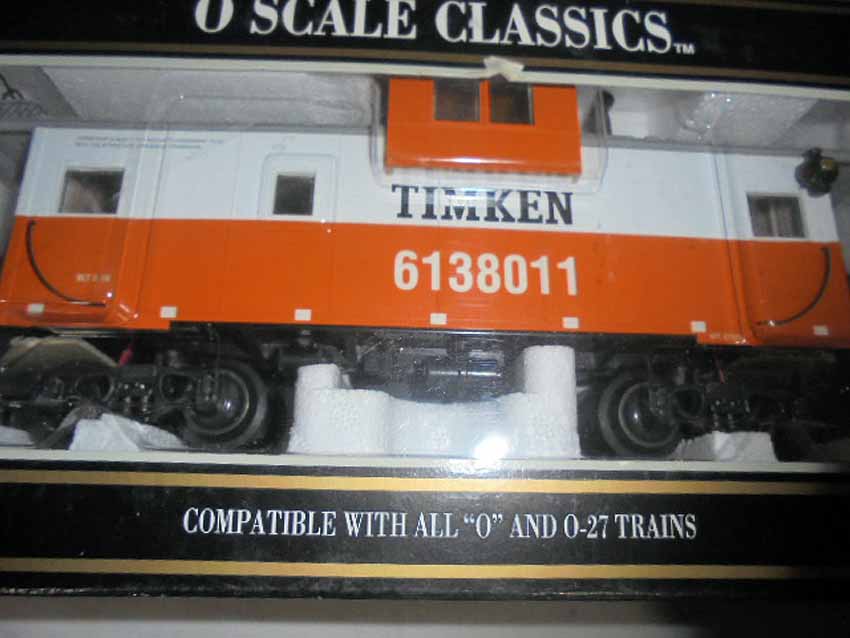 O SCALE CLASSICS™
TIMKEN
6138011
COMPATIBLE WITH ALL "O" AND O-27 TRAINS